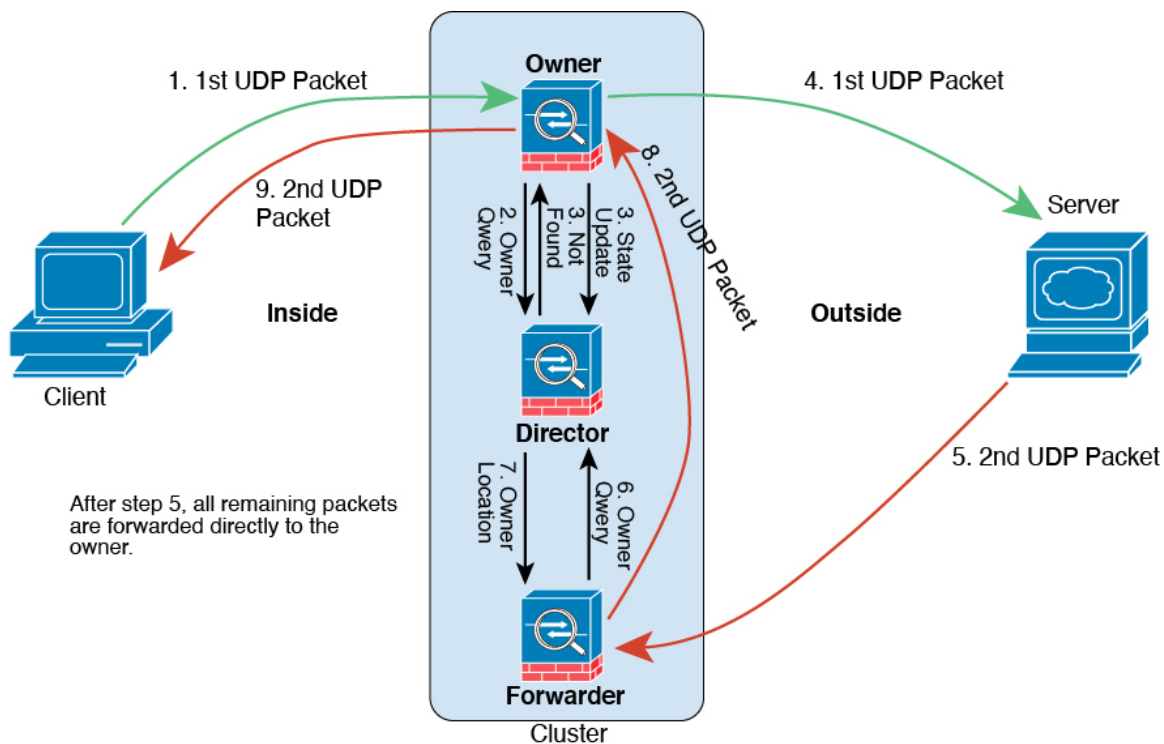 Owner
1. 1st UDP Packet
4. 1st UDP Packet
9. 2nd UDP
Packet
8. 2nd UDP Packet
2. Owner
Qwery
3. Not
Found
3. State
Update
Server
Inside
Outside
Client
Director
5. 2nd UDP Packet
7. Owner
Location
6. Owner
Qwery
After step 5, all remaining packets
are forwarded directly to the
owner.
Forwarder
Cluster